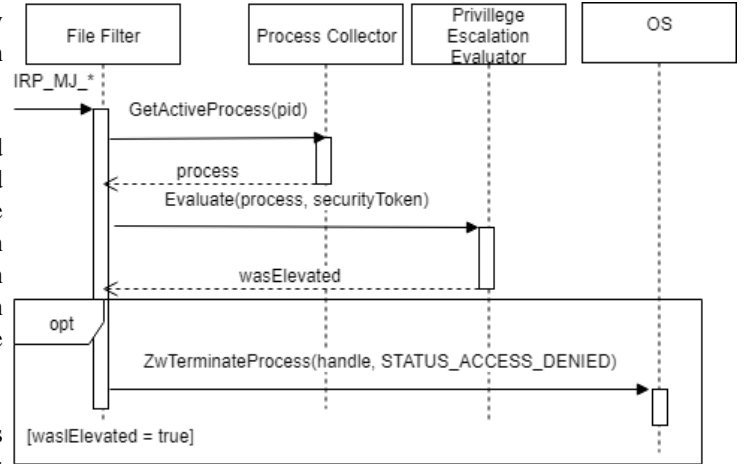 File Filter
Process Collector
Privillege
Escalation
Evaluator
OS
IRP_MJ_*
GetActiveProcess(pid)
process
Evaluate(process, securityToken)
wasElevated
opt
ZwTerminateProcess(handle, STATUS_ACCESS_DENIED)
[waslElevated = true]